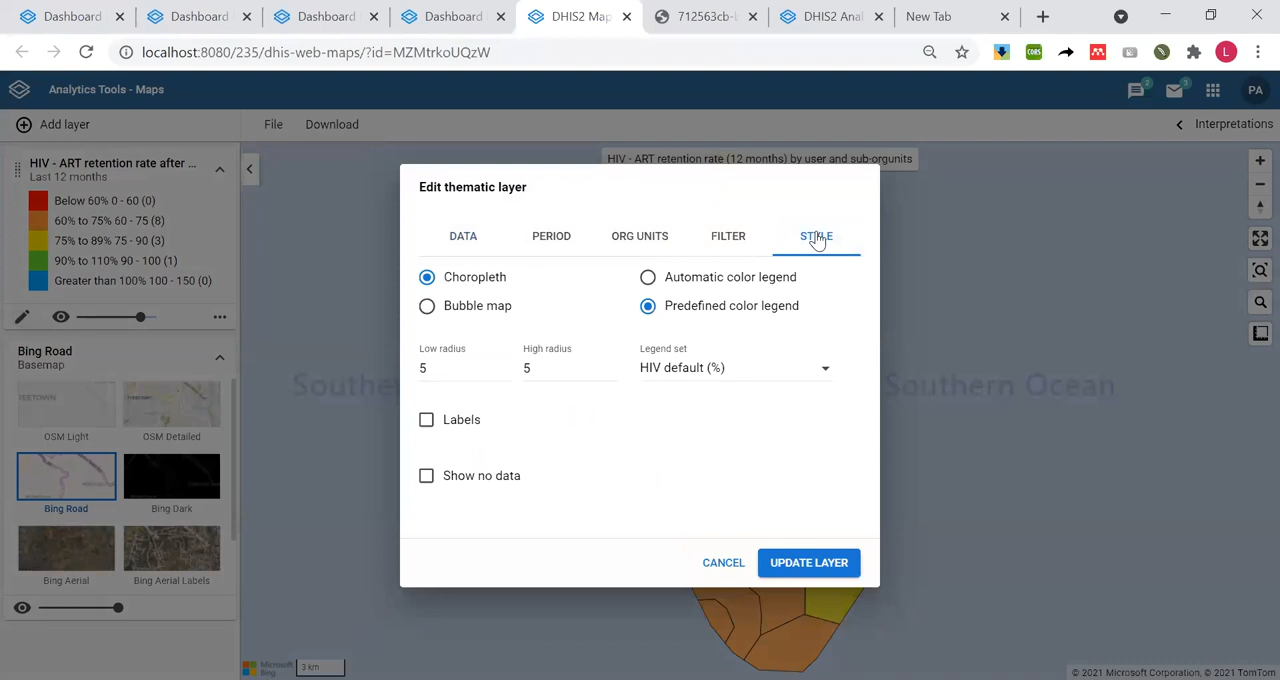 Dashboard
Dashboard
Dashboard
Dashboard
DHIS2 Map
712563cb-
DHIS2 Anal
New Tab
localhost:8080/235/dhis-web-maps/?id=MZMtrkoUQzW
CORS
L
Analytics Tools - Maps
2
3
PA
Add layer
File
Download
Interpretations
HIV - ART retention rate after ...
Last 12 months
Below 60% 0 - 60 (0)
60% to 75% 60 - 75 (8)
75% to 89% 75 - 90 (3)
90% to 110% 90 - 100 (1)
Greater than 100% 100 - 150 (0)
Bing Road
Basemap
OSM Light
OSM Detailed
Bing Road
Bing Dark
Bing Aerial
Bing Aerial Labels
HIV - ART retention rate (12 months) by user and sub-orgunits
Edit thematic layer
DATA
PERIOD
ORG UNITS
FILTER
STYLE
Choropleth
Automatic color legend
Bubble map
Predefined color legend
Low radius
High radius
Legend set
5
5
HIV default (%)
Labels
Show no data
CANCEL
UPDATE LAYER
Southe
Southern Ocean
Microsoft
Bing
3 km
© 2021 Microsoft Corporation, © 2021 TomTom